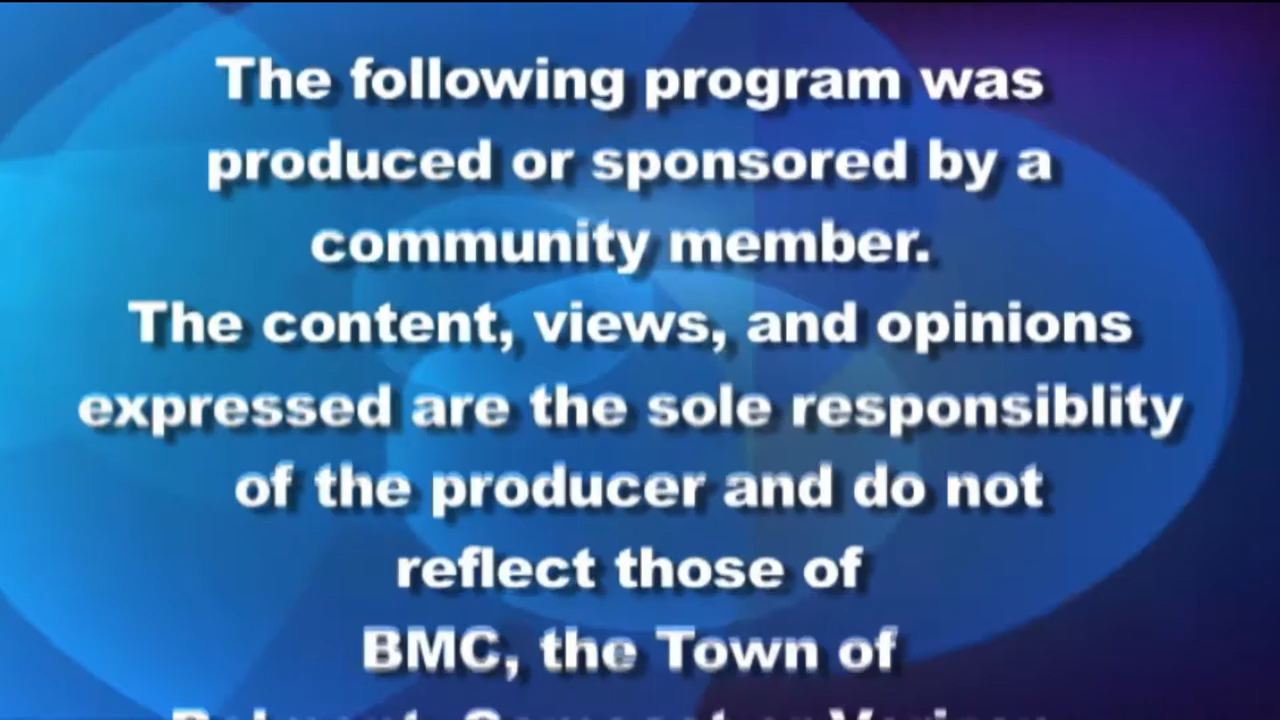 The following program was
produced or sponsored by a
community member.
The content, views, and opinions
expressed are the sole responsiblity
of the producer and do not
reflect those of
BMC, the Town of